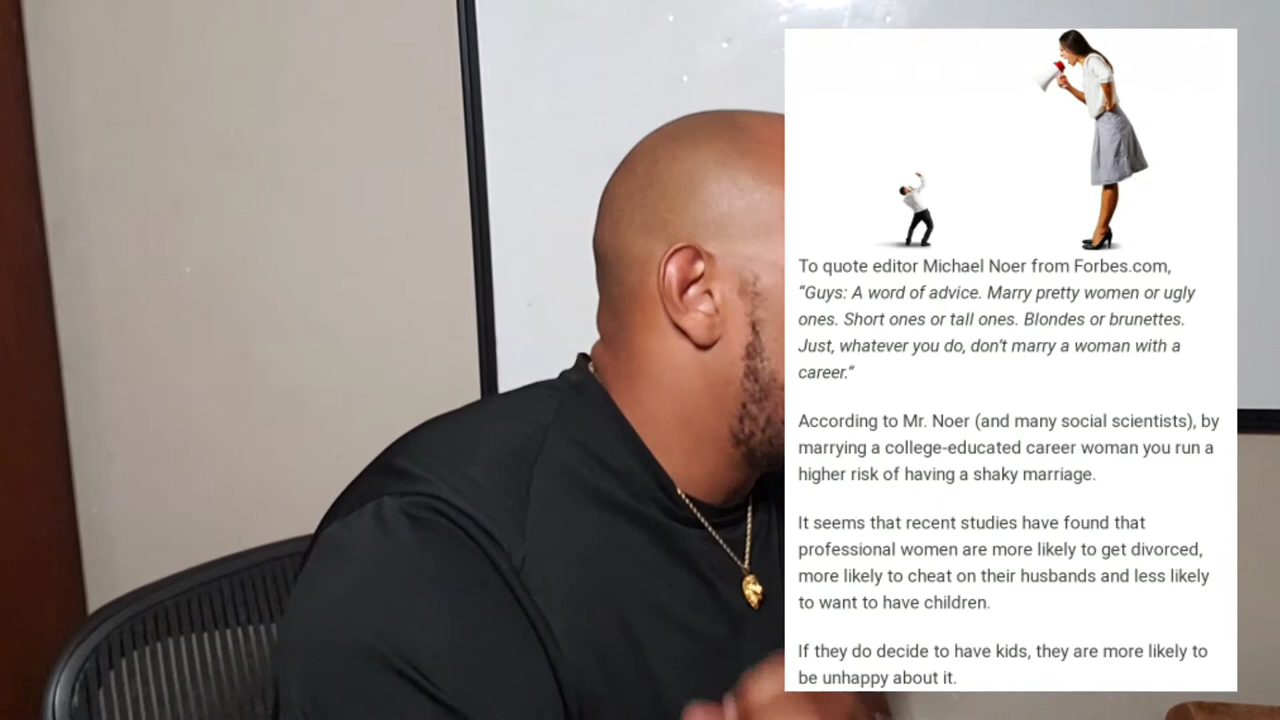 To quote editor Michael Noer from Forbes.com,
“Guys: A word of advice. Marry pretty women or ugly
ones. Short ones or tall ones. Blondes or brunettes.
Just, whatever you do, don’t marry a woman with a
career.”
According to Mr. Noer (and many social scientists), by
marrying a college-educated career woman you run a
higher risk of having a shaky marriage.
It seems that recent studies have found that
professional women are more likely to get divorced,
more likely to cheat on their husbands and less likely
to want to have children.
If they do decide to have kids, they are more likely to
be unhappy about it.